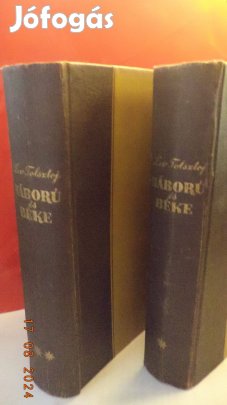 Jófogás
Lev Tolsztoj
HÁBORÚ
és
BÉKE
*
Lev Tolsztoj
HÁBORÚ
és
BÉKE
17 08 2024